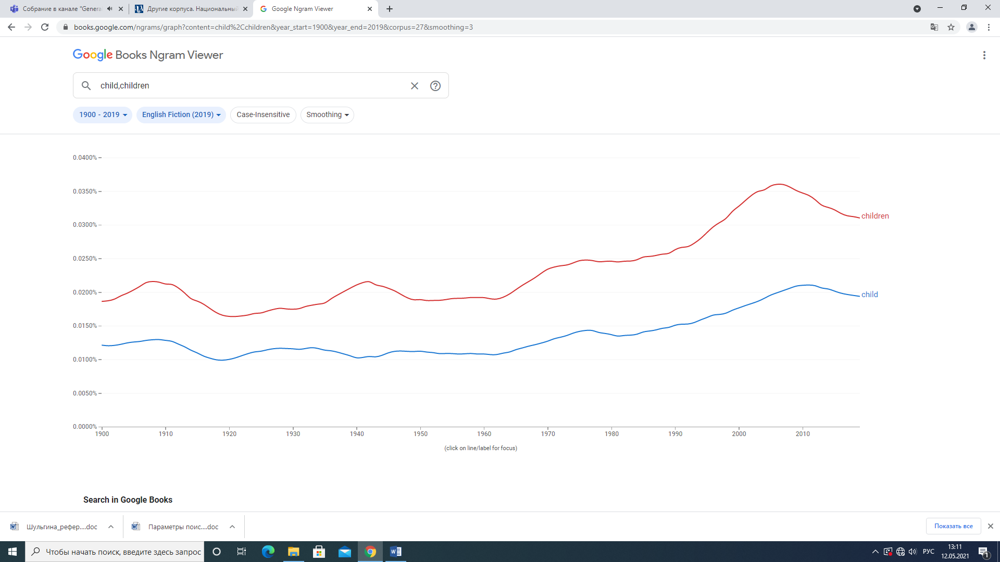 Собрание в канале "Genera
Другие корпуса. Национальный
Google Ngram Viewer
books.google.com/ngrams/graph?content=child%2Cchildren&year_start=1900&year_end=2019&corpus=27&smoothing=3
Google Books Ngram Viewer
child,children
1900 - 2019
English Fiction (2019)
Case-Insensitive
Smoothing
0.0400%
0.0350%
0.0300%
0.0250%
0.0200%
0.0150%
0.0100%
0.0050%
0.0000%
children
child
1900 1910 1920 1930 1940 1950 1960 1970 1980 1990 2000 2010
(click on line/label for focus)
Search in Google Books
Шульгина_рефер....doc
Параметры поис....doc
Показать все
Чтобы начать поиск, введите здесь запрос
РУС
13:11
12.05.2021
1